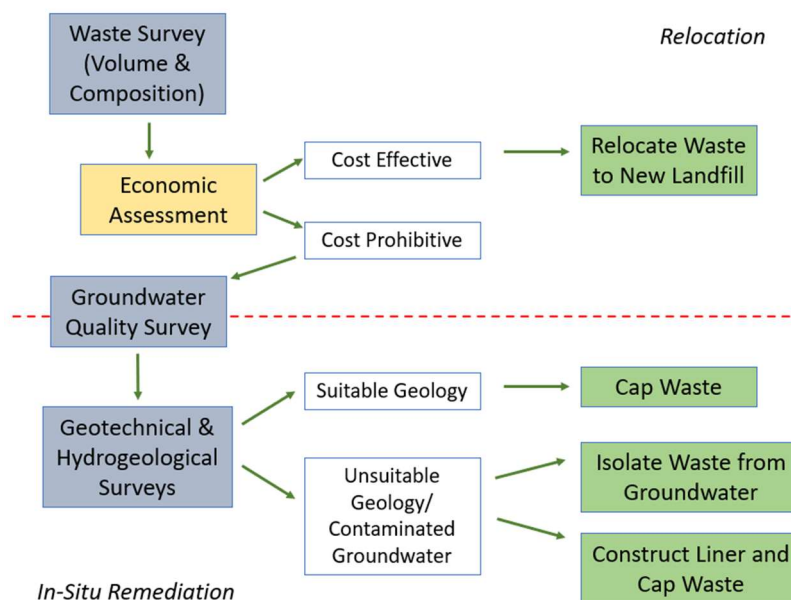 Waste Survey
(Volume &
Composition)
Relocation
Economic
Assessment
Cost Effective
Relocate Waste
to New Landfill
Cost Prohibitive
Groundwater
Quality Survey
Geotechnical &
Hydrogeological
Surveys
Suitable Geology
Cap Waste
Unsuitable
Geology/
Contaminated
Groundwater
Isolate Waste from
Groundwater
Construct Liner and
Cap Waste
In-Situ Remediation